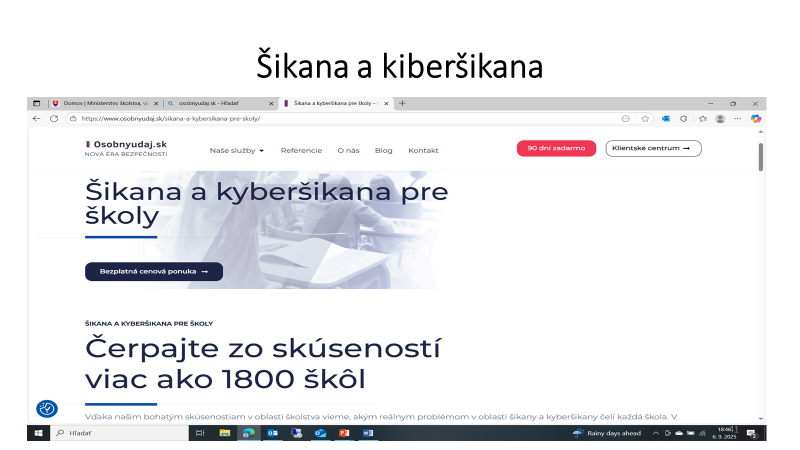 Šikana a kiberšikana
Domov | Ministerstvo školstva, vý
osobnyudaj sk - Hľadať
Šikana a kyberšikana pre školy –
https://www.osobnyudaj.sk/sikana-a-kybersikana-pre-skoly/
Osobnyudaj.sk
NOVÁ ÉRA BEZPEČNOSTI
Naše služby
Referencie
O nás
Blog
Kontakt
90 dní zadarmo
Klientské centrum →
Šikana a kyberšikana pre
školy
Bezplatná cenová ponuka →
ŠIKANA A KYBERŠIKANA PRE ŠKOLY
Čerpajte zo skúseností
viac ako 1800 škôl
Vďaka našim bohatým skúsenostiam v oblasti školstva vieme, akým reálnym problémom v oblasti šikany a kyberšikany čelí každá škola. V
Hľadať
Rainy days ahead
18:46
6. 9. 2025